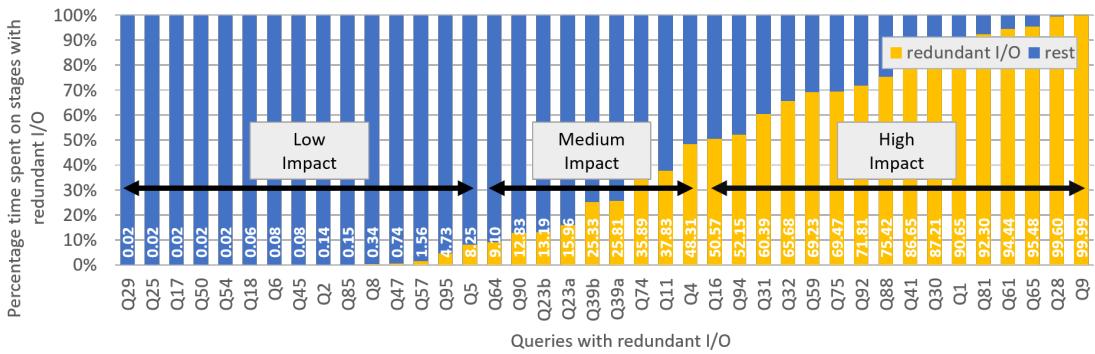 Percentage time spent on stages with
redundant I/O
100%
90%
80%
70%
60%
50%
40%
30%
20%
10%
0%
redundant I/O rest
Low
Impact
Medium
Impact
High
Impact
0.02 0.02 0.02 0.02 0.02 0.06 0.08 0.08 0.14 0.15 0.34 0.74 1.56 4.73 8.25 9.10 12.83 13.19 15.96 25.33 25.81 35.89 37.83 48.31 50.57 52.15 60.39 65.68 69.23 69.47 71.81 75.42 86.65 87.21 90.65 92.30 94.44 95.48 99.60 99.99
Q29 Q25 Q17 Q50 Q54 Q18 Q6 Q45 Q2 Q85 Q8 Q47 Q57 Q95 Q5 Q64 Q90 Q23b Q23a Q39b Q39a Q74 Q11 Q4 Q16 Q94 Q31 Q32 Q59 Q75 Q92 Q88 Q41 Q30 Q1 Q81 Q61 Q65 Q28 Q9
Queries with redundant I/O